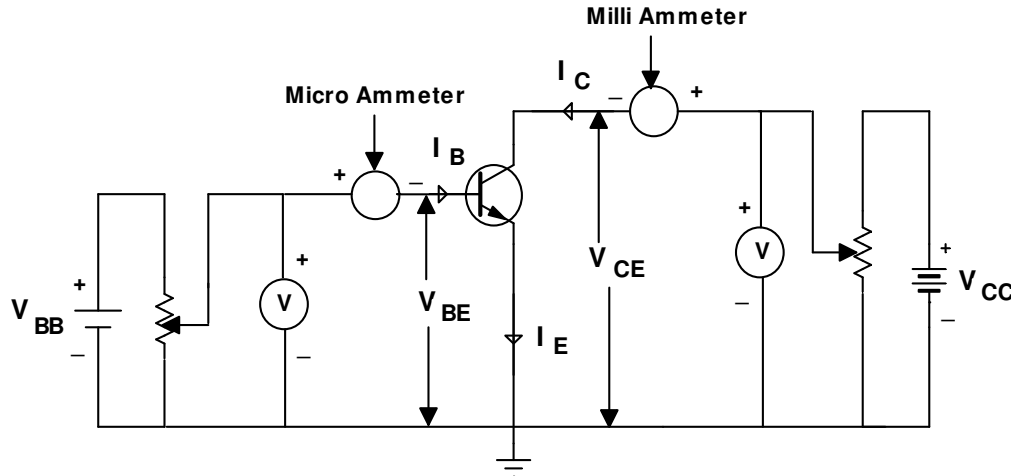 Milli Ammeter
I C
Micro Ammeter
− +
I B
+ −
+
V
−
V CE
+
V
−
V BE
I E
+
V BB
−
+
V CC
−